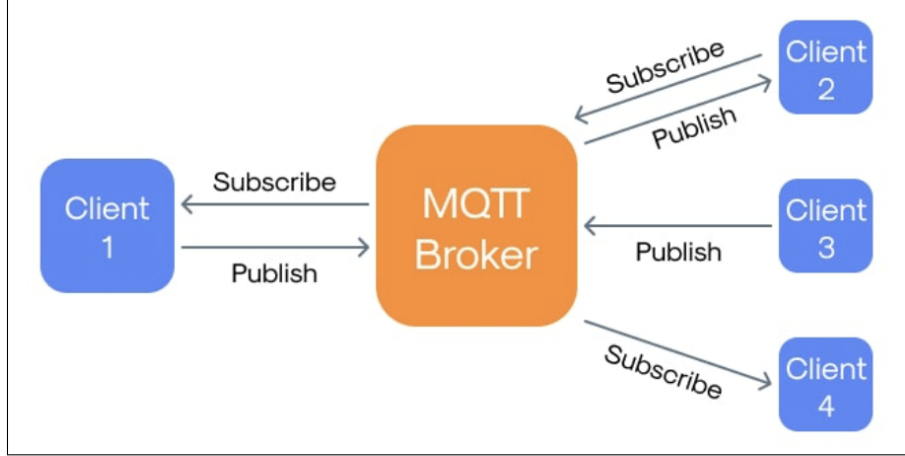 Client
1
Subscribe
Publish
MQTT
Broker
Subscribe
Publish
Client
2
Publish
Client
3
Subscribe
Client
4